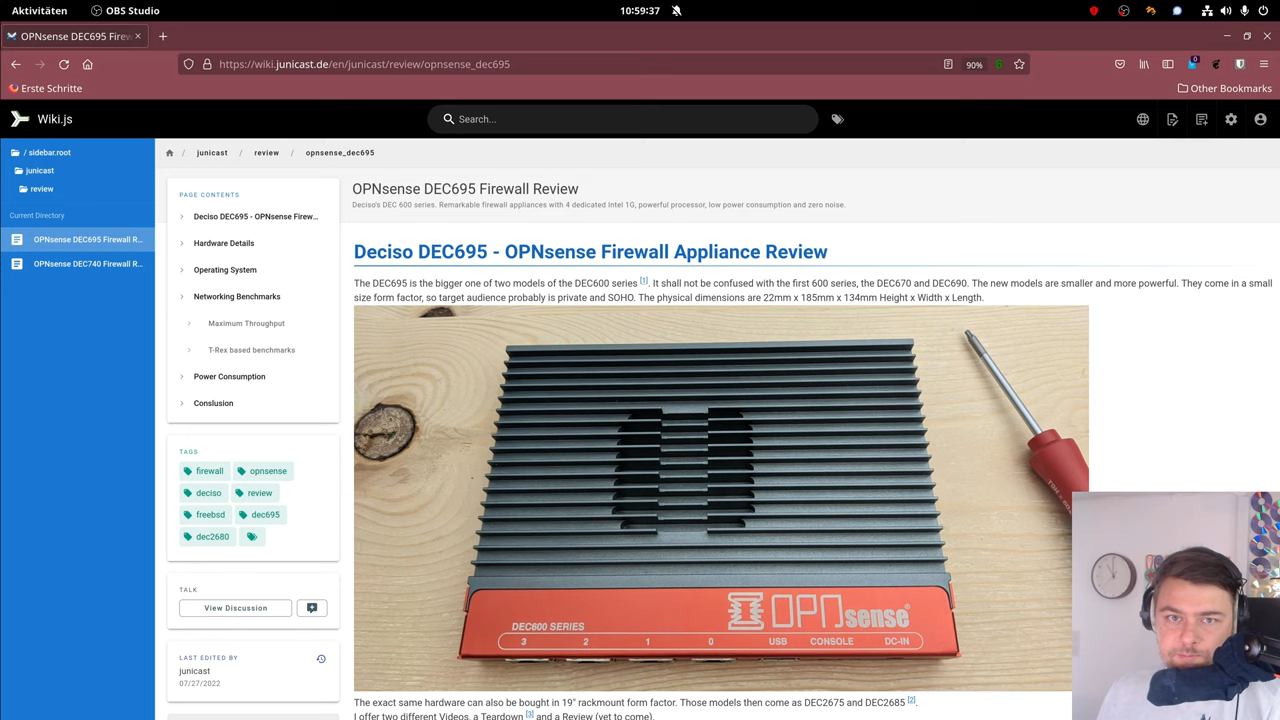 Aktivitäten
OBS Studio
10:59:37
OPNsense DEC695 Firew
https://wiki.junicast.de/en/junicast/review/opnsense_dec695
90%
Erste Schritte
Other Bookmarks
Wiki.js
Search...
/ sidebar.root
junicast
review
Current Directory
OPNsense DEC695 Firewall R...
OPNsense DEC740 Firewall R...
/ junicast / review / opnsense_dec695
PAGE CONTENTS
Deciso DEC695 - OPNsense Firew...
Hardware Details
Operating System
Networking Benchmarks
Maximum Throughput
T-Rex based benchmarks
Power Consumption
Conslusion
TAGS
firewall
opnsense
deciso
review
freebsd
dec695
dec2680
TALK
View Discussion
LAST EDITED BY
junicast
07/27/2022
OPNsense DEC695 Firewall Review
Deciso's DEC 600 series. Remarkable firewall appliances with 4 dedicated Intel 1G, powerful processor, low power consumption and zero noise.
Deciso DEC695 - OPNsense Firewall Appliance Review
The DEC695 is the bigger one of two models of the DEC600 series [1]. It shall not be confused with the first 600 series, the DEC670 and DEC690. The new models are smaller and more powerful. They come in a small
size form factor, so target audience probably is private and SOHO. The physical dimensions are 22mm x 185mm x 134mm Height x Width x Length.
OPNsense®
DEC600 SERIES
3 2 1 0 USB CONSOLE DC-IN
The exact same hardware can also be bought in 19" rackmount form factor. Those models then come as DEC2675 and DEC2685 [2].
I offer two different Videos, a Teardown [3] and a Review (yet to come).